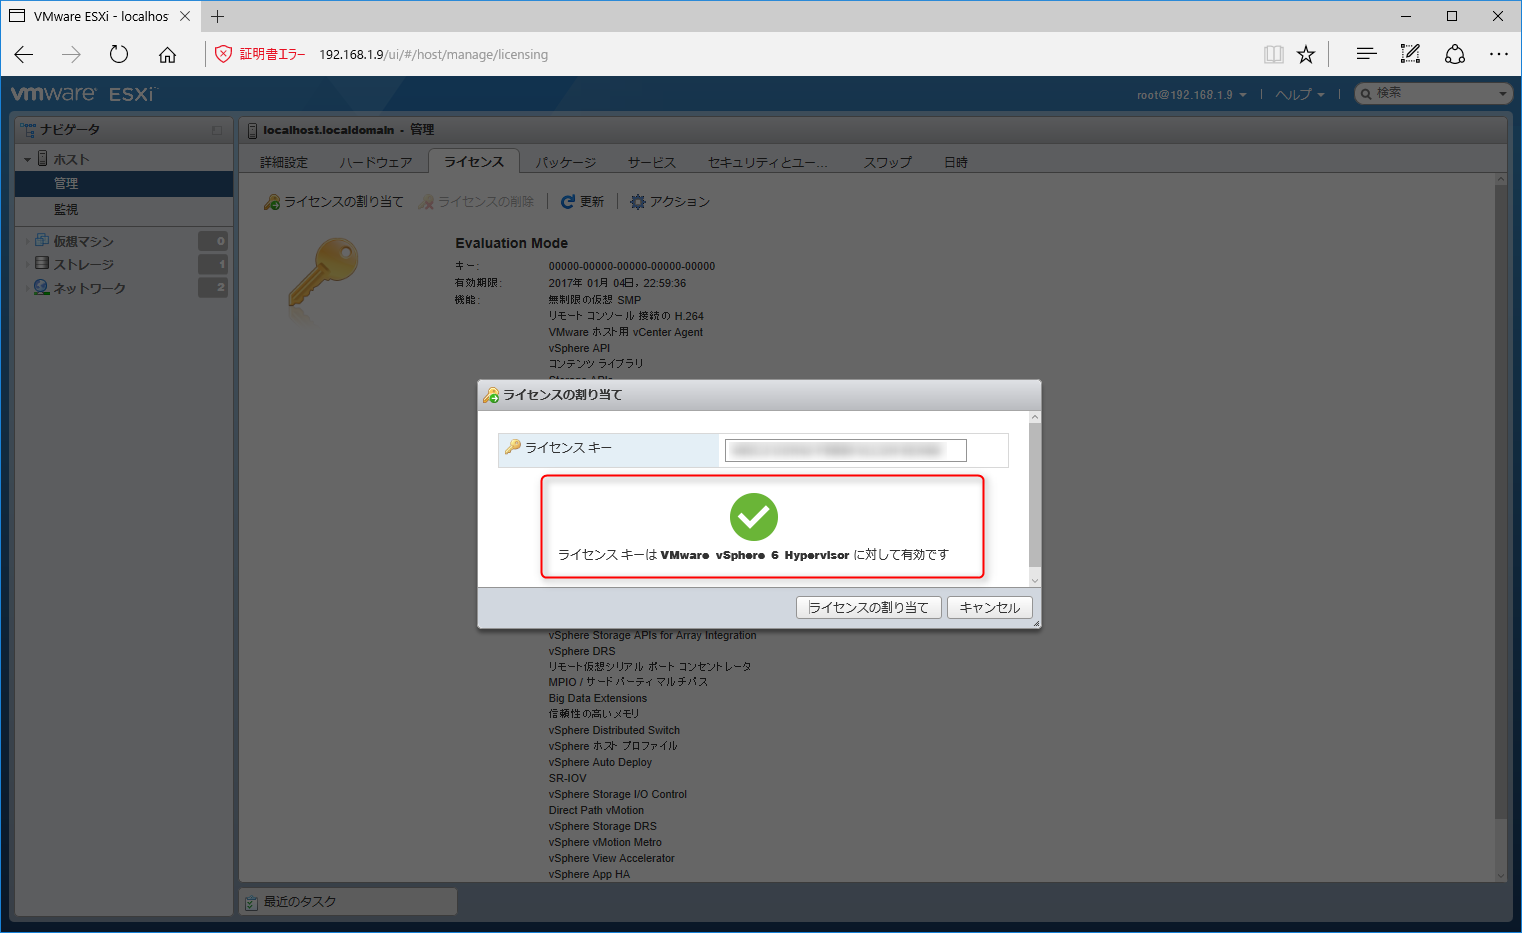 VMware ESXi - localhos
証明書エラー 192.168.1.9/ui/#/host/manage/licensing
vmware ESXi™
root@192.168.1.9 | ヘルプ | 検索
ナビゲータ
ホスト
管理
監視
仮想マシン 0
ストレージ 1
ネットワーク 2
localhost.localdomain - 管理
詳細設定 ハードウェア ライセンス パッケージ サービス セキュリティとユー... スワップ 日時
ライセンスの割り当て ライセンスの削除 | 更新 | アクション
Evaluation Mode
キー: 00000-00000-00000-00000-00000
有効期限: 2017年 01月 04日, 22:59:36
機能: 無制限の仮想 SMP
リモート コンソール 接続の H.264
VMware ホスト用 vCenter Agent
vSphere API
コンテンツ ライブラリ
Storage APIs
ライセンスの割り当て
ライセンス キー
ライセンス キーは VMware vSphere 6 Hypervisor に対して有効です
ライセンスの割り当て キャンセル
vSphere Storage APIs for Array Integration
vSphere DRS
リモート仮想シリアル ポート コンセントレータ
MPIO / サード パーティ マルチパス
Big Data Extensions
信頼性の高いメモリ
vSphere Distributed Switch
vSphere ホスト プロファイル
vSphere Auto Deploy
SR-IOV
vSphere Storage I/O Control
Direct Path vMotion
vSphere Storage DRS
vSphere vMotion Metro
vSphere View Accelerator
vSphere App HA
最近のタスク